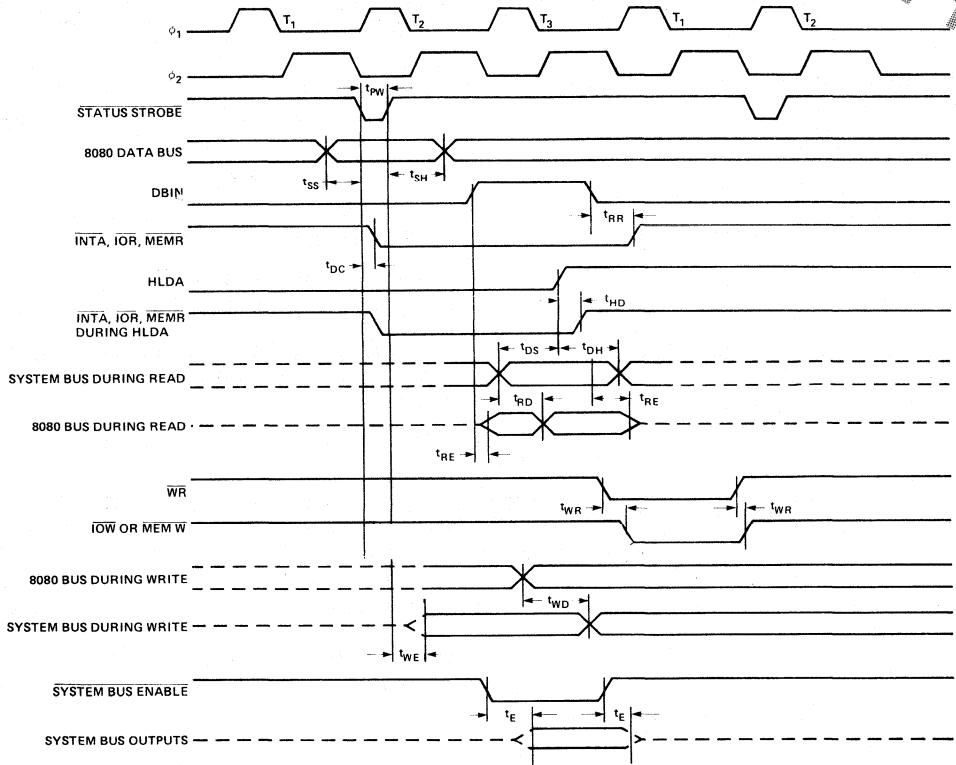 T1 T2 T3 T1 T2
ϕ1
ϕ2
tPW
STATUS STROBE
8080 DATA BUS
tSS tSH
DBIN
tRR
INTA, IOR, MEMR
tDC
HLDA
tHD
INTA, IOR, MEMR
DURING HLDA
tDS tDH
SYSTEM BUS DURING READ
tRD tRE
8080 BUS DURING READ
tRE
WR
tWR tWR
IOW OR MEM W
8080 BUS DURING WRITE
tWD
SYSTEM BUS DURING WRITE
tWE
SYSTEM BUS ENABLE
tE tE
SYSTEM BUS OUTPUTS